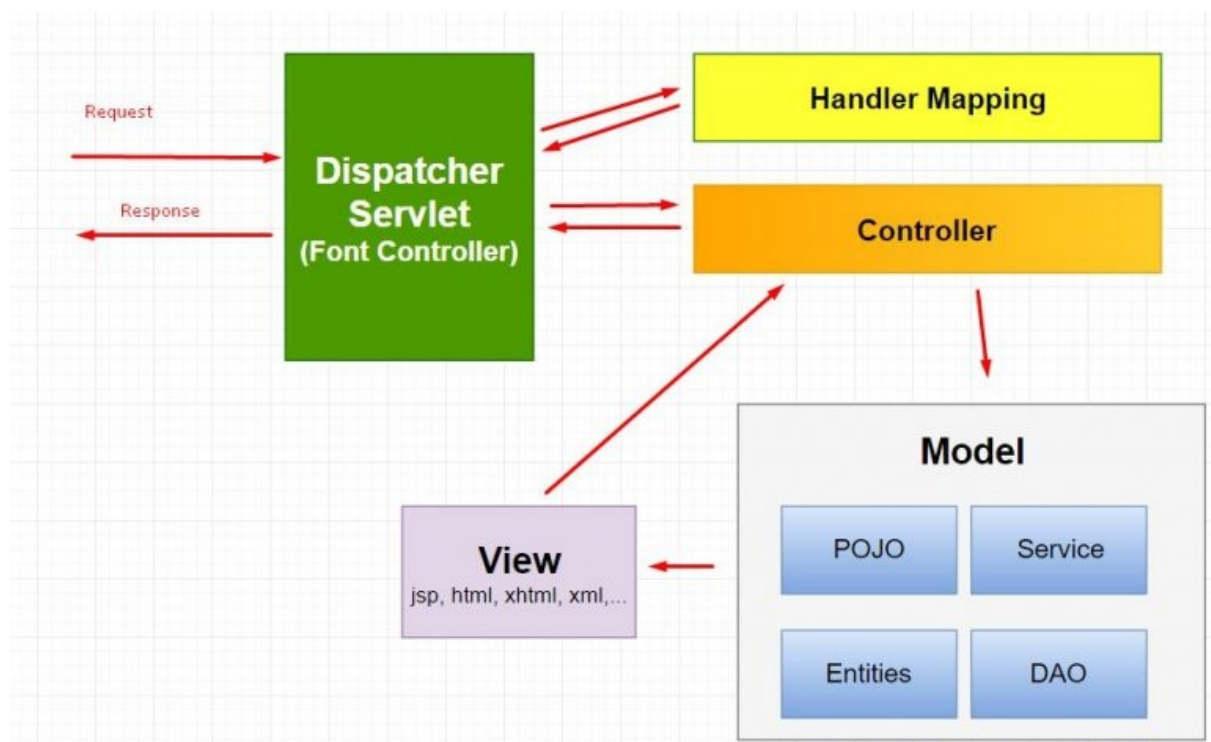 Request
Response
Dispatcher
Servlet
(Font Controller)
Handler Mapping
Controller
Model
POJO
Service
Entities
DAO
View
jsp, html, xhtml, xml,...